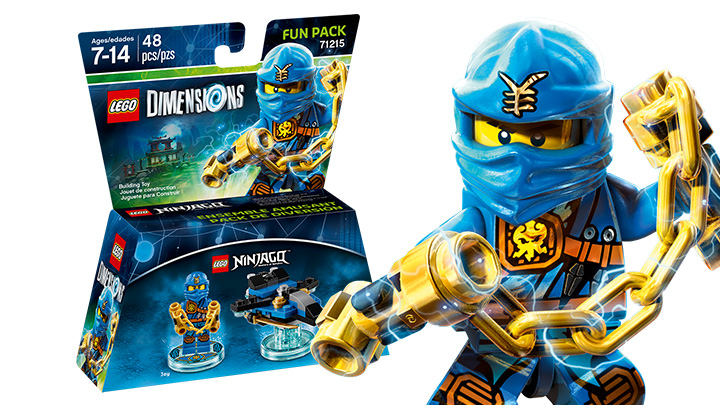 Ages/edades
7-14
48
pcs/pzs
FUN PACK
71215
LEGO DIMENSIONS
Building Toy
Jouet de construction
Juguete para Construir
LEGO NINJAGO
ENSEMBLE AMUSANT
PACK DE DIVERSIÓN
LEGO NINJAGO
Jay
LEGO